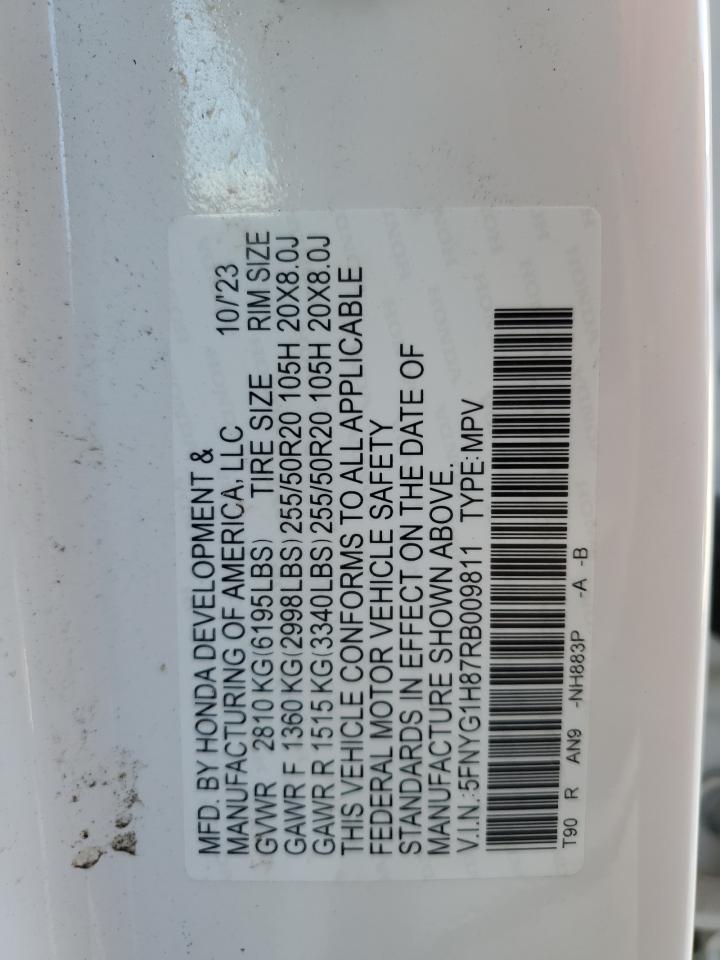 MFD. BY HONDA DEVELOPMENT &
MANUFACTURING OF AMERICA, LLC 10/'23
GVWR 2810 KG(6195LBS) TIRE SIZE RIM SIZE
GAWR F 1360 KG(2998LBS) 255/50R20 105H 20X8.0J
GAWR R 1515 KG(3340LBS) 255/50R20 105H 20X8.0J
THIS VEHICLE CONFORMS TO ALL APPLICABLE
FEDERAL MOTOR VEHICLE SAFETY
STANDARDS IN EFFECT ON THE DATE OF
MANUFACTURE SHOWN ABOVE.
V.I.N.:5FNYG1H87RB009811 TYPE:MPV
T90 R AN9 -NH883P -A -B